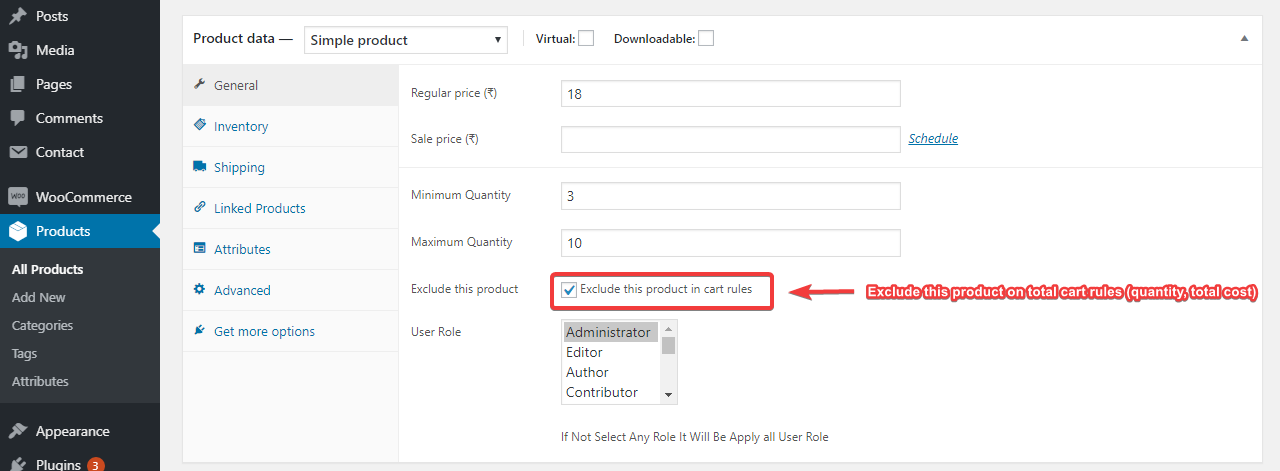 Posts
Media
Pages
Comments
Contact
WOO WooCommerce
Products
All Products
Add New
Categories
Tags
Attributes
Appearance
Plugins 3
Product data — Simple product Virtual: Downloadable:
General
Inventory
Shipping
Linked Products
Attributes
Advanced
Get more options
Regular price (₹) 18
Sale price (₹) Schedule
Minimum Quantity 3
Maximum Quantity 10
Exclude this product Exclude this product in cart rules Exclude this product on total cart rules (quantity, total cost)
User Role Administrator
Editor
Author
Contributor
If Not Select Any Role It Will Be Apply all User Role